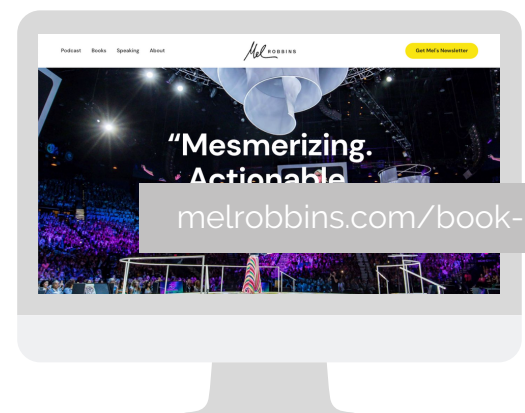 Podcast Books Speaking About
Mel ROBBINS
Get Mel's Newsletter
“Mesmerizing.
Actionable
melrobbins.com/book-